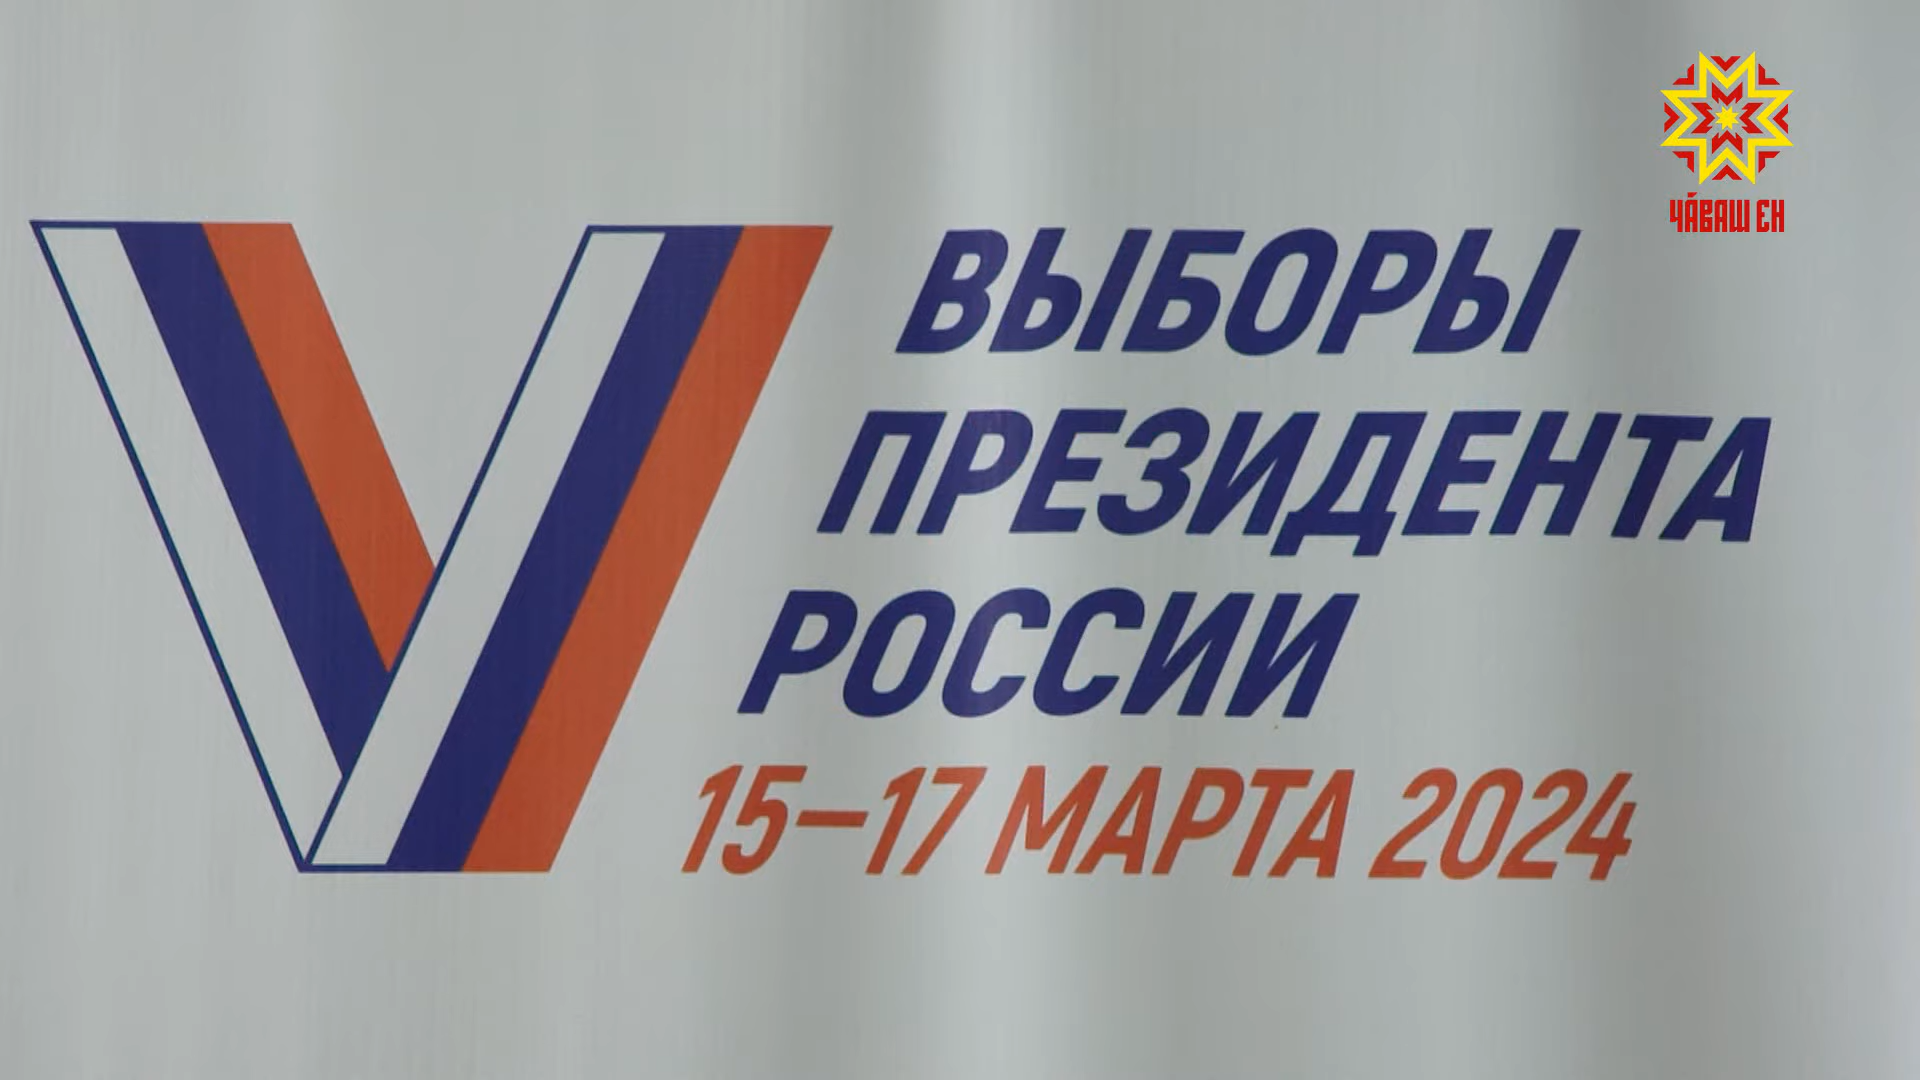 ЧӐВАШ ЕН
ВЫБОРЫ
ПРЕЗИДЕНТА
РОССИИ
15–17 МАРТА 2024